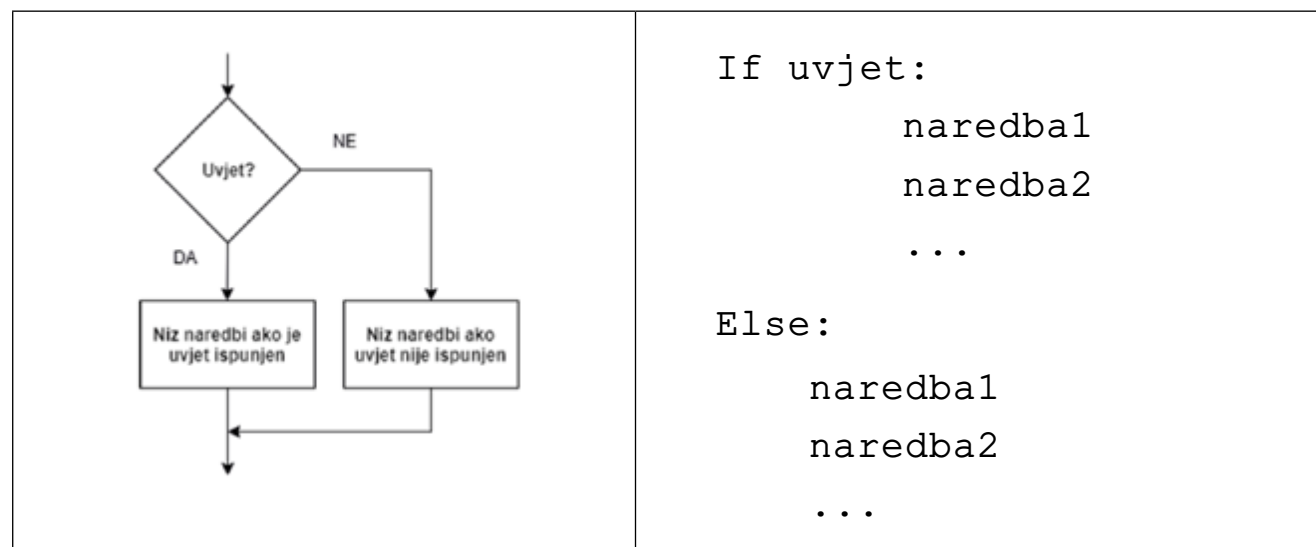 Uvjet?
NE
DA
Niz naredbi ako je
uvjet ispunjen
Niz naredbi ako
uvjet nije ispunjen
If uvjet:
naredba1
naredba2
...
Else:
naredba1
naredba2
...